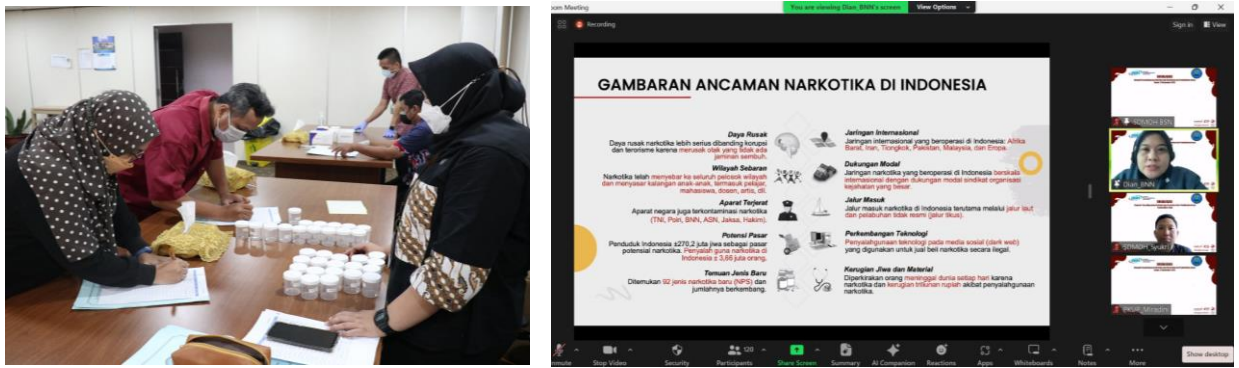 oom Meeting
You are viewing Dian_BNN's screen
View Options
Recording
Sign in
View
GAMBARAN ANCAMAN NARKOTIKA DI INDONESIA
Daya Rusak
Daya rusak narkotika lebih serius dibanding korupsi
dan terorisme karena merusak otak yang tidak ada
jaminan sembuh.
Wilayah Sebaran
Narkotika telah menyebar ke seluruh pelosok wilayah
dan menyasar kalangan anak-anak, termasuk pelajar,
mahasiswa, dosen, artis, dll.
Aparat Terjerat
Aparat negara juga terkontaminasi narkotika
(TNI, Polri, BNN, ASN, Jaksa, Hakim).
Potensi Pasar
Penduduk Indonesia ±270,2 juta jiwa sebagai pasar
potensial narkotika. Penyalah guna narkotika di
Indonesia ± 3,66 juta orang.
Temuan Jenis Baru
Ditemukan 92 jenis narkotika baru (NPS) dan
jumlahnya berkembang.
Jaringan Internasional
Jaringan internasional yang beroperasi di Indonesia: Afrika
Barat, Iran, Tiongkok, Pakistan, Malaysia, dan Eropa.
Dukungan Modal
Jaringan narkotika yang beroperasi di Indonesia berskala
internasional dengan dukungan modal sindikat organisasi
kejahatan yang besar.
Jalur Masuk
Jalur masuk narkotika di Indonesia terutama melalui jalur laut
dan pelabuhan tidak resmi (jalur tikus).
Perkembangan Teknologi
Penyalahgunaan teknologi pada media sosial (dark web)
yang digunakan untuk jual beli narkotika secara ilegal.
Kerugian Jiwa dan Material
Diperkirakan orang meninggal dunia setiap hari karena
narkotika dan kerugian triliunan rupiah akibat penyalahgunaan
narkotika.
SDMOH_BSN
Dian_BNN
SDMOH_Syukri
nmute
Stop Video
Security
120
Participants
Share Screen
Summary
AI Companion
Reactions
Apps
Whiteboards
Notes
More
Show desktop